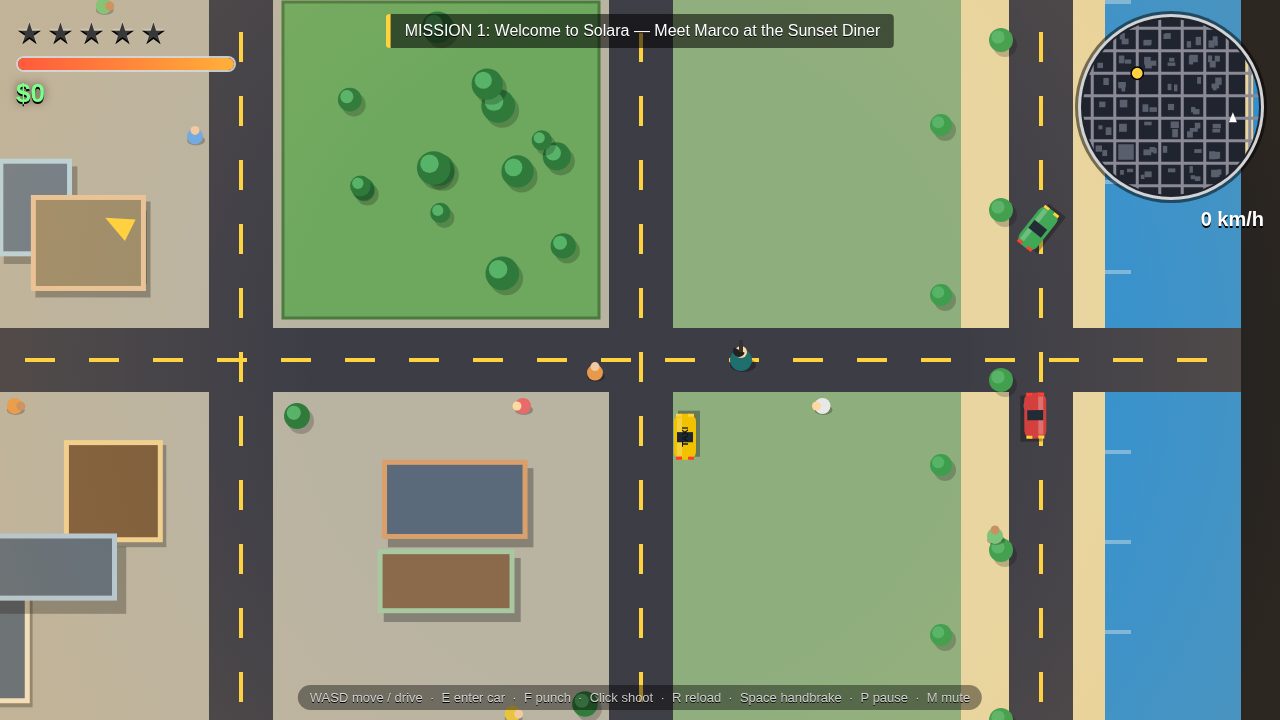 MISSION 1: Welcome to Solara — Meet Marco at the Sunset Diner
$0
0 km/h
WASD move / drive · E enter car · F punch · Click shoot · R reload · Space handbrake · P pause · M mute